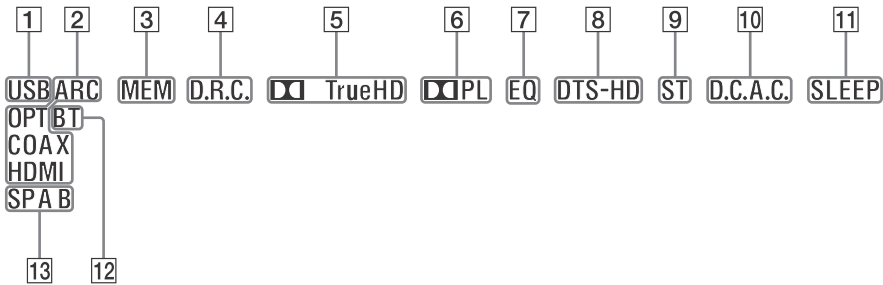 1 2 3 4 5 6 7 8 9 10 11
USB ARC MEM D.R.C. TrueHD PL EQ DTS-HD ST D.C.A.C. SLEEP
OPT BT
COAX
HDMI
SP A B
13 12